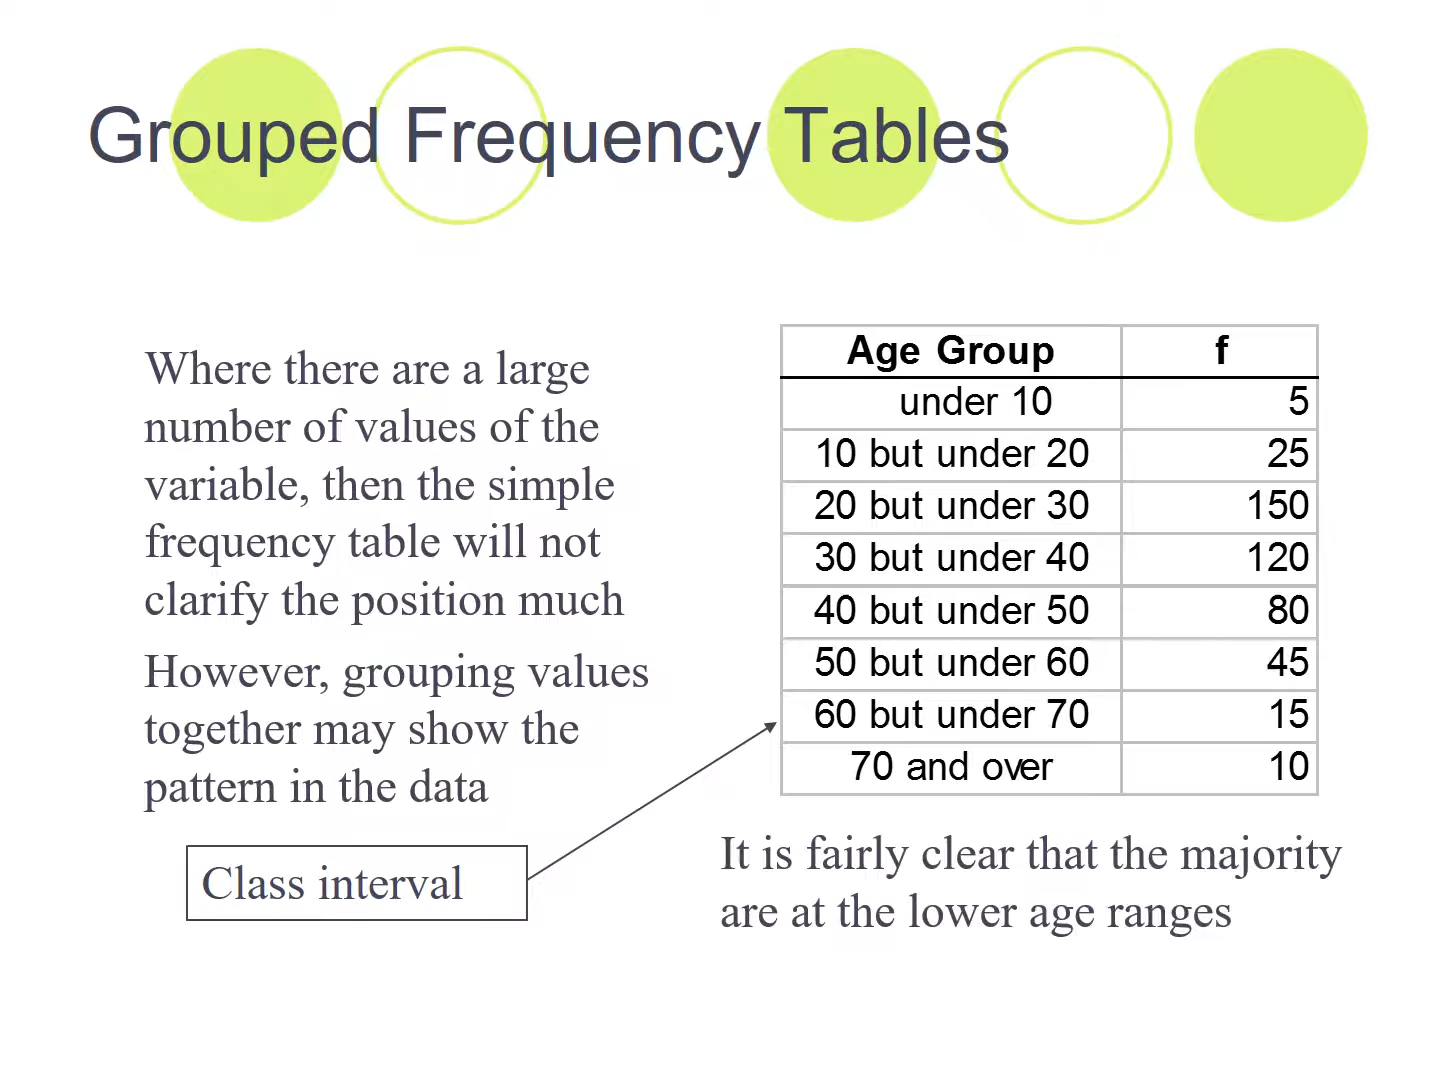 Grouped Frequency Tables
Where there are a large
number of values of the
variable, then the simple
frequency table will not
clarify the position much
However, grouping values
together may show the
pattern in the data
Class interval
Age Group f
under 10 5
10 but under 20 25
20 but under 30 150
30 but under 40 120
40 but under 50 80
50 but under 60 45
60 but under 70 15
70 and over 10
It is fairly clear that the majority
are at the lower age ranges